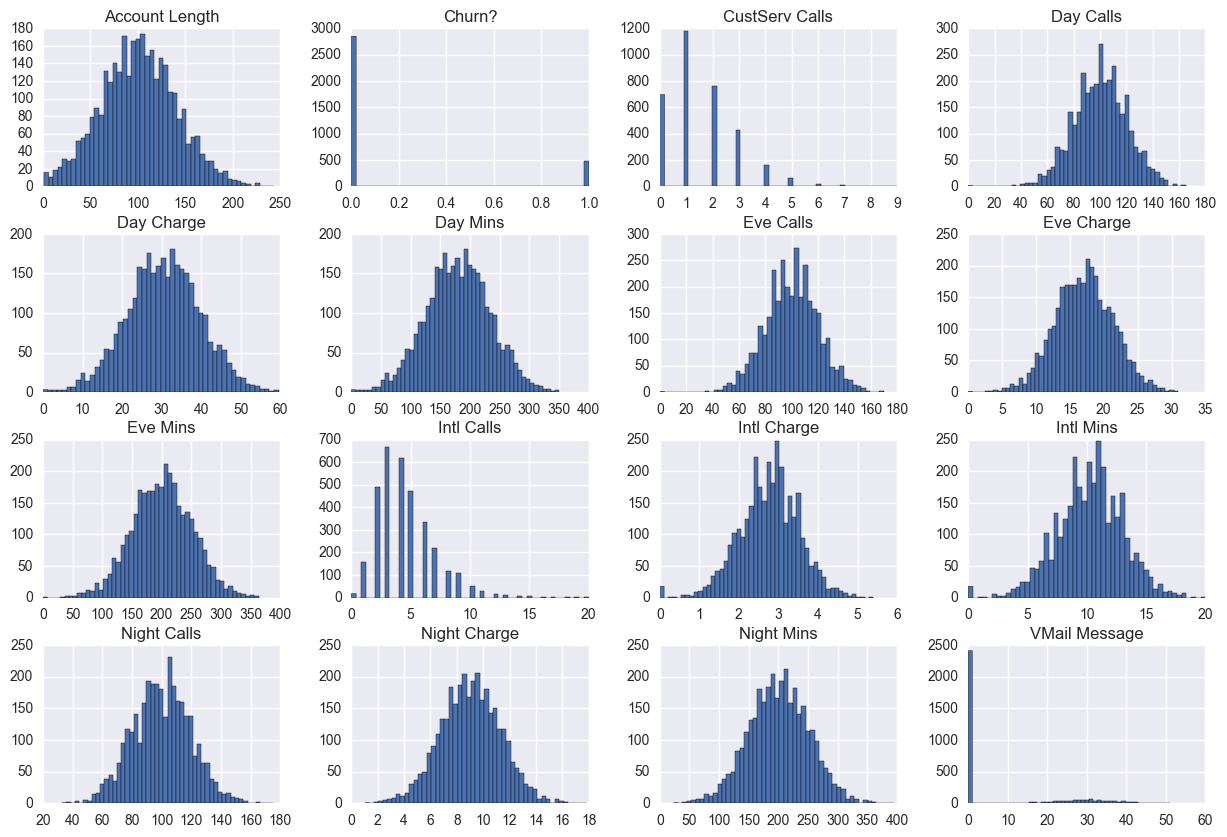 Account Length Churn? CustServ Calls Day Calls
180 3000 1200 300
160
140 2500 1000 250
120 2000 800 200
100
80 1500 600 150
60 1000 400 100
40 500 200 50
20
0 0 0 0
0 50 100 150 200 250 0 0.2 0.4 0.6 0.8 1.0 0 1 2 3 4 5 6 7 8 9 0 20 40 60 80 100 120 140 160 180
Day Charge Day Mins Eve Calls Eve Charge
200 200 300 250
150 150 250 200
100 100 200 150
50 50 150 100
100 50
50
0 0 0 0
0 10 20 30 40 50 60 0 50 100 150 200 250 300 350 400 0 20 40 60 80 100 120 140 160 180 0 5 10 15 20 25 30 35
Eve Mins Intl Calls Intl Charge Intl Mins
250 700 250 250
200 600 200 200
150 500 150 150
100 400 100 100
50 300 50 50
200
100
0 0 0 0
0 50 100 150 200 250 300 350 400 0 5 10 15 20 0 1 2 3 4 5 6 0 5 10 15 20
Night Calls Night Charge Night Mins VMail Message
250 250 250 2500
200 200 200 2000
150 150 150 1500
100 100 100 1000
50 50 50 500
0 0 0 0
20 40 60 80 100 120 140 160 180 0 2 4 6 8 10 12 14 16 18 0 50 100 150 200 250 300 350 400 0 10 20 30 40 50 60